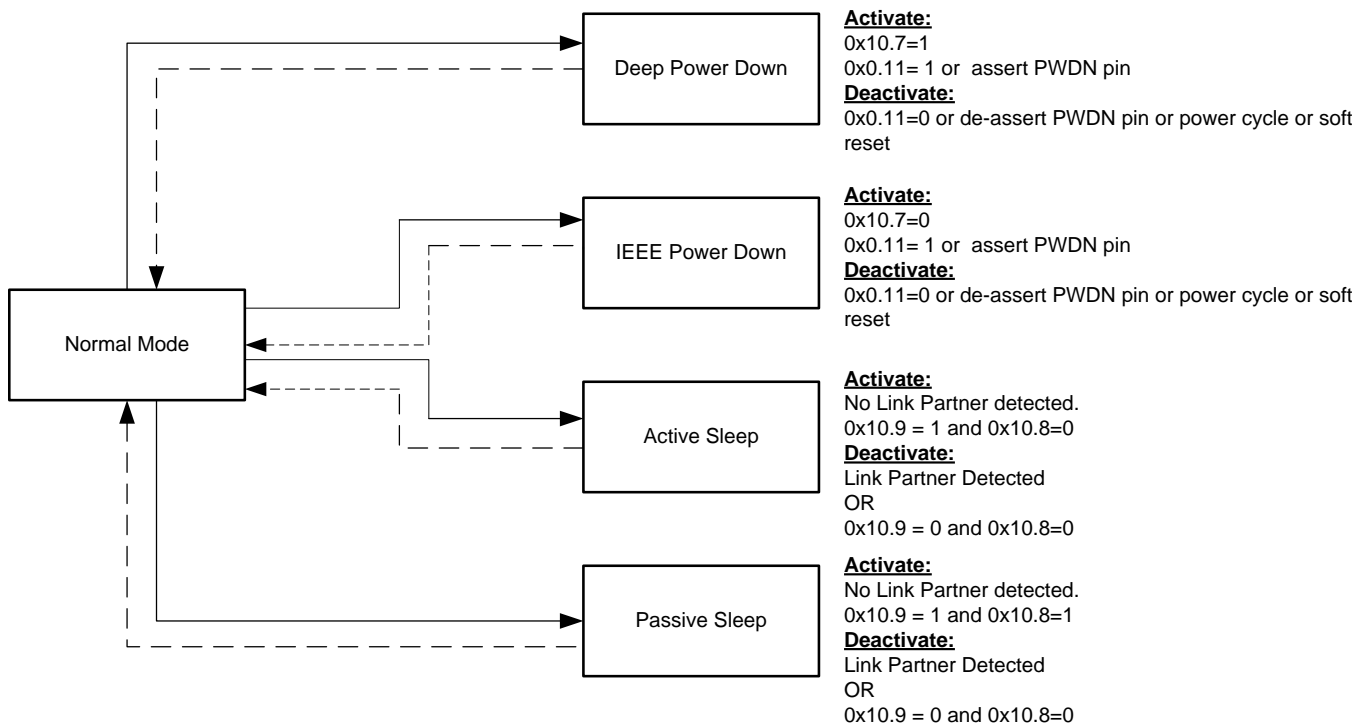 Deep Power Down
Activate:
0x10.7=1
0x0.11= 1 or  assert PWDN pin
Deactivate:
0x0.11=0 or de-assert PWDN pin or power cycle or soft
reset
IEEE Power Down
Activate:
0x10.7=0
0x0.11= 1 or  assert PWDN pin
Deactivate:
0x0.11=0 or de-assert PWDN pin or power cycle or soft
reset
Normal Mode
Active Sleep
Activate:
No Link Partner detected.
0x10.9 = 1 and 0x10.8=0
Deactivate:
Link Partner Detected
OR
0x10.9 = 0 and 0x10.8=0
Passive Sleep
Activate:
No Link Partner detected.
0x10.9 = 1 and 0x10.8=1
Deactivate:
Link Partner Detected
OR
0x10.9 = 0 and 0x10.8=0